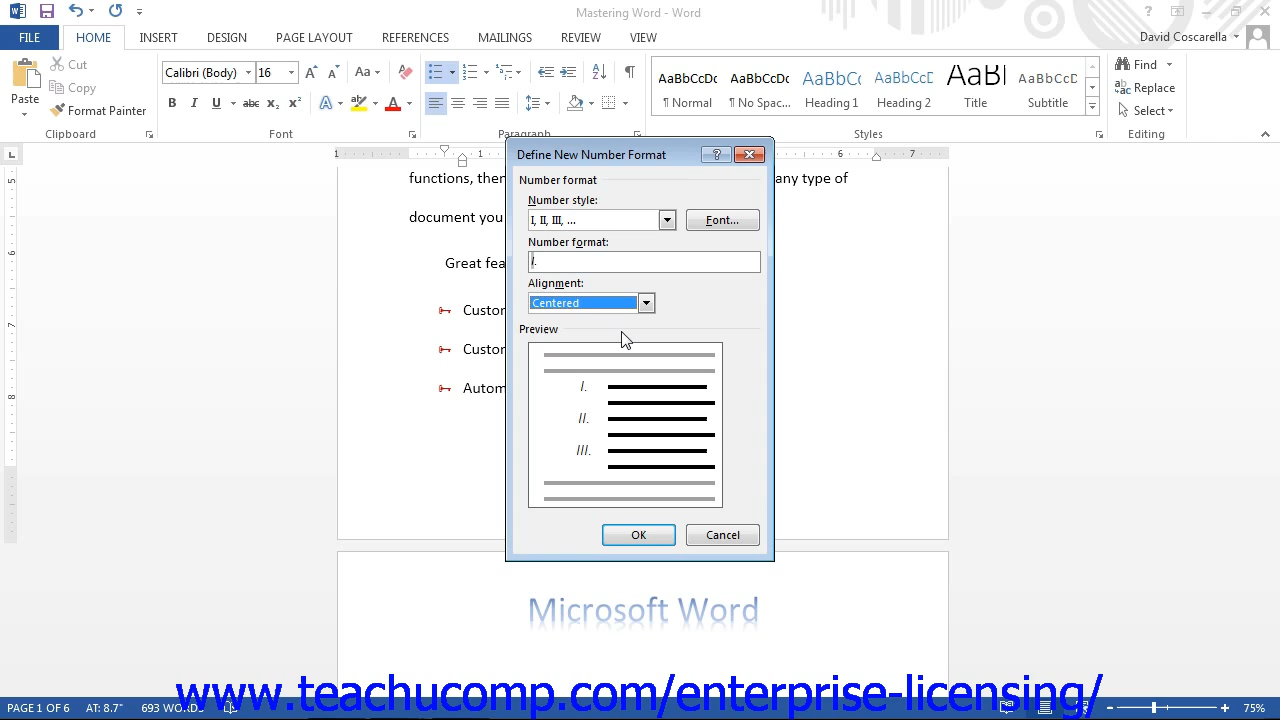 Mastering Word - Word
FILE HOME INSERT DESIGN PAGE LAYOUT REFERENCES MAILINGS REVIEW VIEW David Coscarella
Paste
Cut
Copy
Format Painter
Clipboard
Calibri (Body) 16
Font
Paragraph
AaBbCcDc AaBbCcDc AaBbCc AaBbCcD AaBl AaBbCcD
¶ Normal ¶ No Spac... Heading 1 Heading 2 Title Subtitle
Styles
Find
Replace
Select
Editing
functions, then any type of
document you
Great fea
Custor
Custor
Autom
Define New Number Format
Number format
Number style:
I, II, III, ...
Font...
Number format:
I.
Alignment:
Centered
Preview
I.
II.
III.
OK Cancel
Microsoft Word
www.teachucomp.com/enterprise-licensing/
PAGE 1 OF 6 AT: 8.7" 693 WORDS 75%